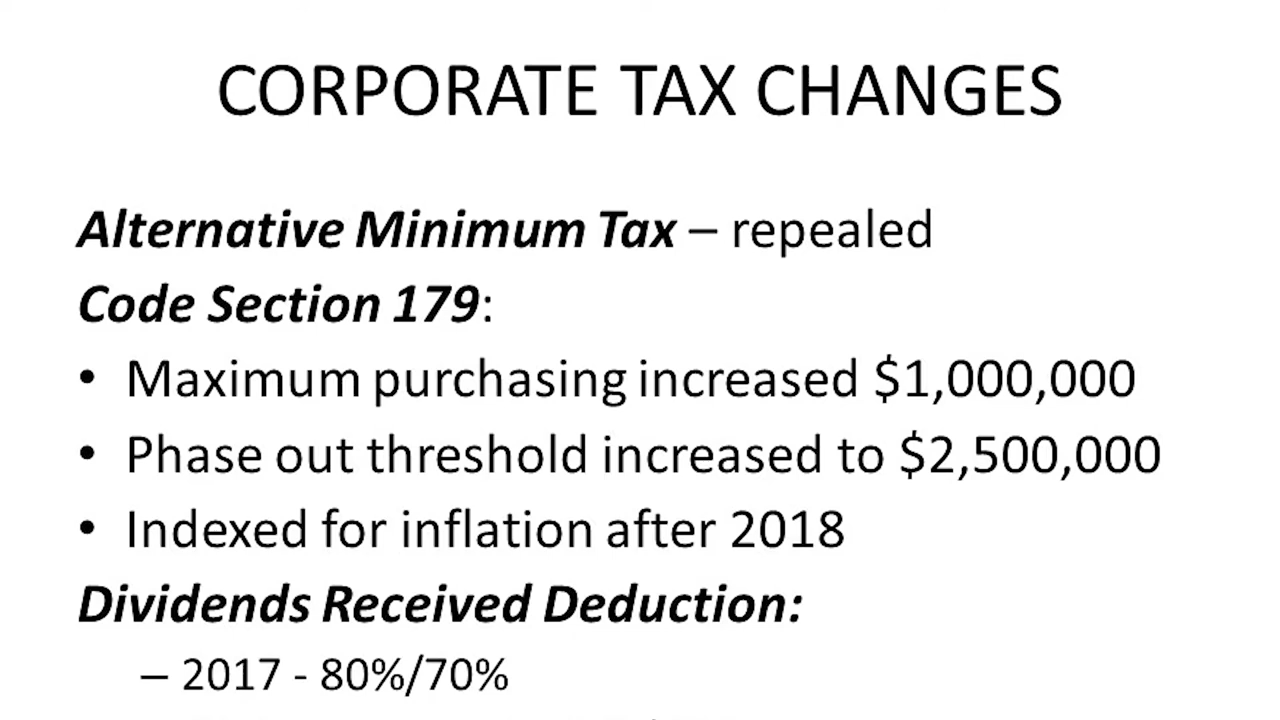 CORPORATE TAX CHANGES
Alternative Minimum Tax – repealed
Code Section 179:
• Maximum purchasing increased $1,000,000
• Phase out threshold increased to $2,500,000
• Indexed for inflation after 2018
Dividends Received Deduction:
– 2017 - 80%/70%